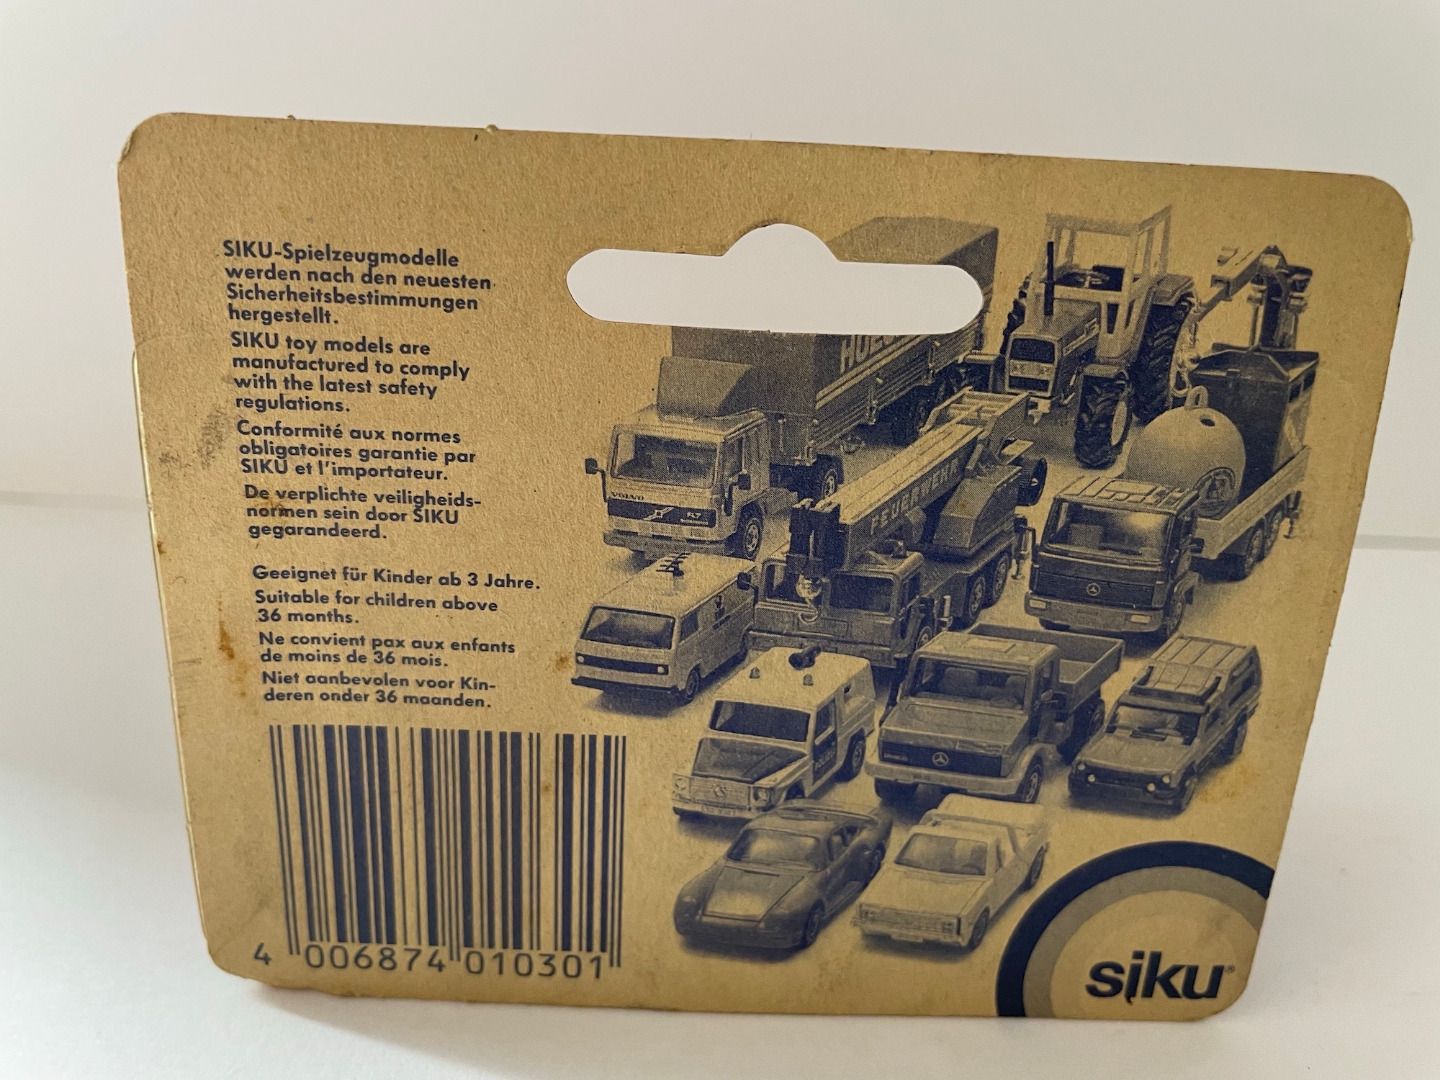 SIKU-Spielzeugmodelle
werden nach den neuesten
Sicherheitsbestimmungen
hergestellt.
SIKU toy models are
manufactured to comply
with the latest safety
regulations.
Conformité aux normes
obligatoires garantie par
SIKU et l'importateur.
De verplichte veiligheids-
normen sein door SIKU
gegarandeerd.
Geeignet für Kinder ab 3 Jahre.
Suitable for children above
36 months.
Ne convient pax aux enfants
de moins de 36 mois.
Niet aanbevolen voor Kin-
deren onder 36 maanden.
4 006874 010301
VOLVO
FL7
FEUERWEHR
siku®